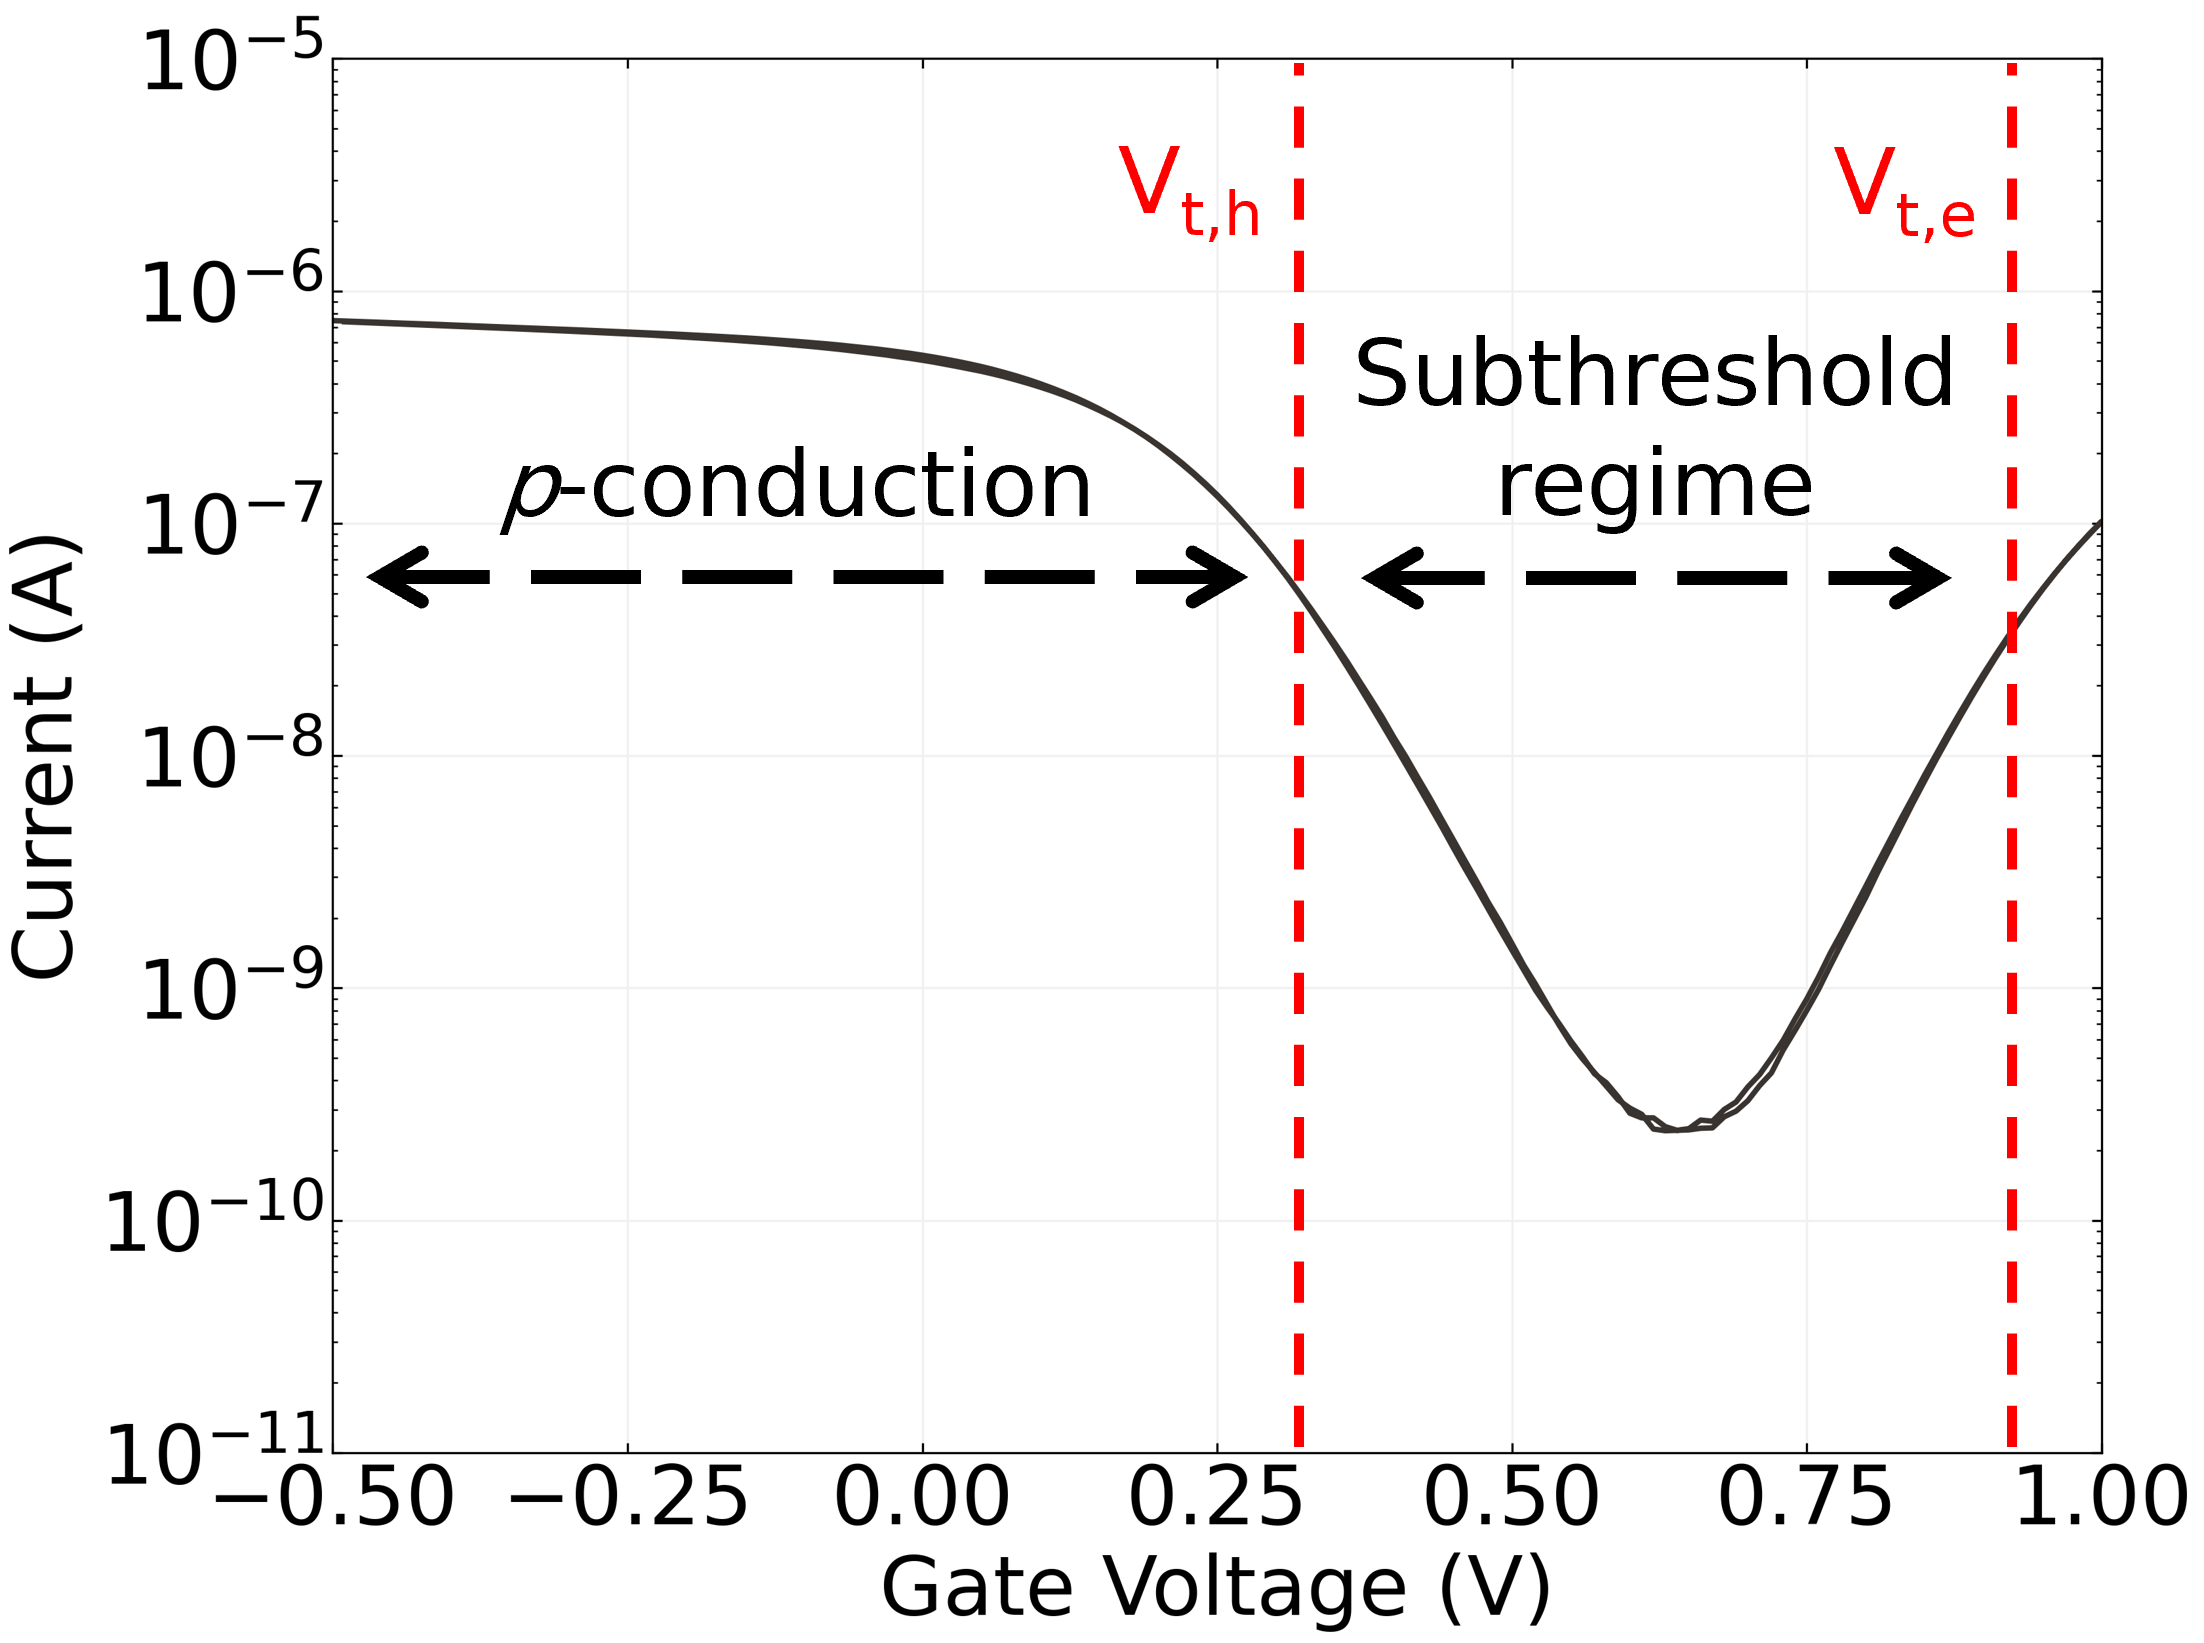 10⁻⁵
10⁻⁶
10⁻⁷
10⁻⁸
10⁻⁹
10⁻¹⁰
10⁻¹¹
Current (A)
V_t,h
V_t,e
p-conduction
Subthreshold
regime
−0.50 −0.25 0.00 0.25 0.50 0.75 1.00
Gate Voltage (V)